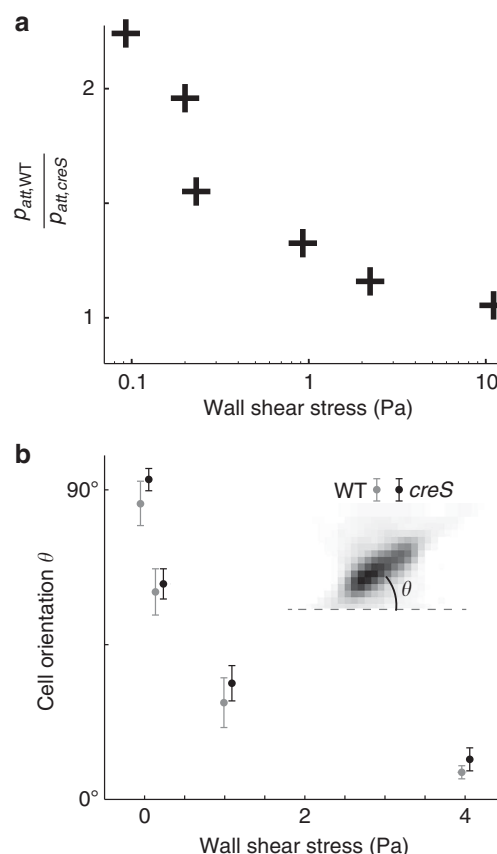 a
2
p_att,WT
p_att,creS
1
0.1 1 10
Wall shear stress (Pa)
b
90°
WT creS
θ
Cell orientation θ
0°
0 2 4
Wall shear stress (Pa)